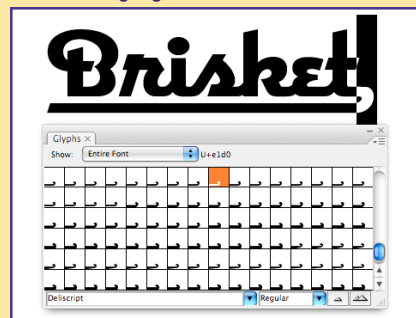 Brisket
Glyphs ×
Show: Entire Font U+e1d0
Deliscript Regular